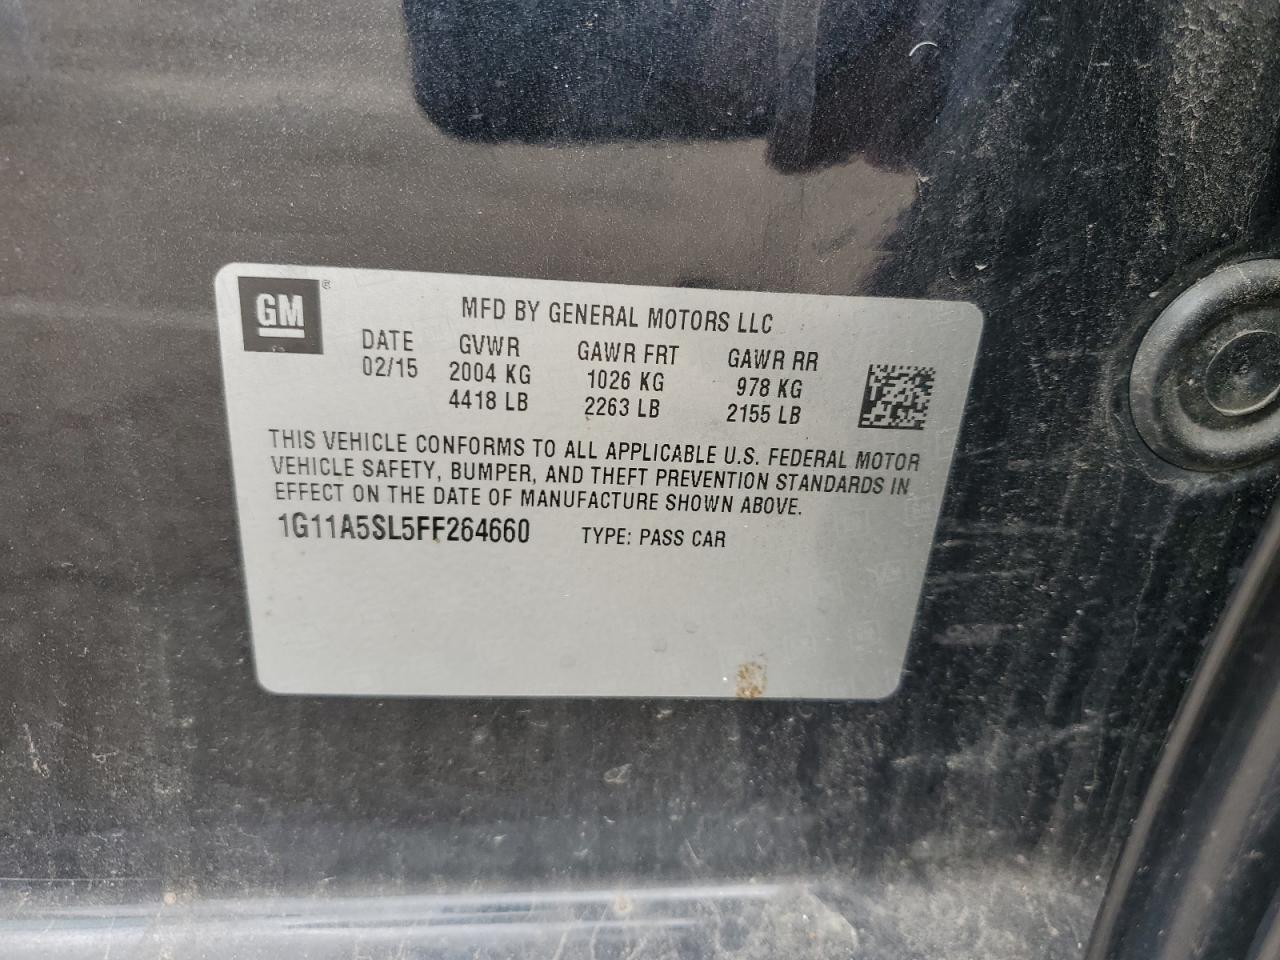 GM ®
MFD BY GENERAL MOTORS LLC
DATE GVWR GAWR FRT GAWR RR
02/15 2004 KG 1026 KG 978 KG
4418 LB 2263 LB 2155 LB
THIS VEHICLE CONFORMS TO ALL APPLICABLE U.S. FEDERAL MOTOR
VEHICLE SAFETY, BUMPER, AND THEFT PREVENTION STANDARDS IN
EFFECT ON THE DATE OF MANUFACTURE SHOWN ABOVE.
1G11A5SL5FF264660 TYPE: PASS CAR